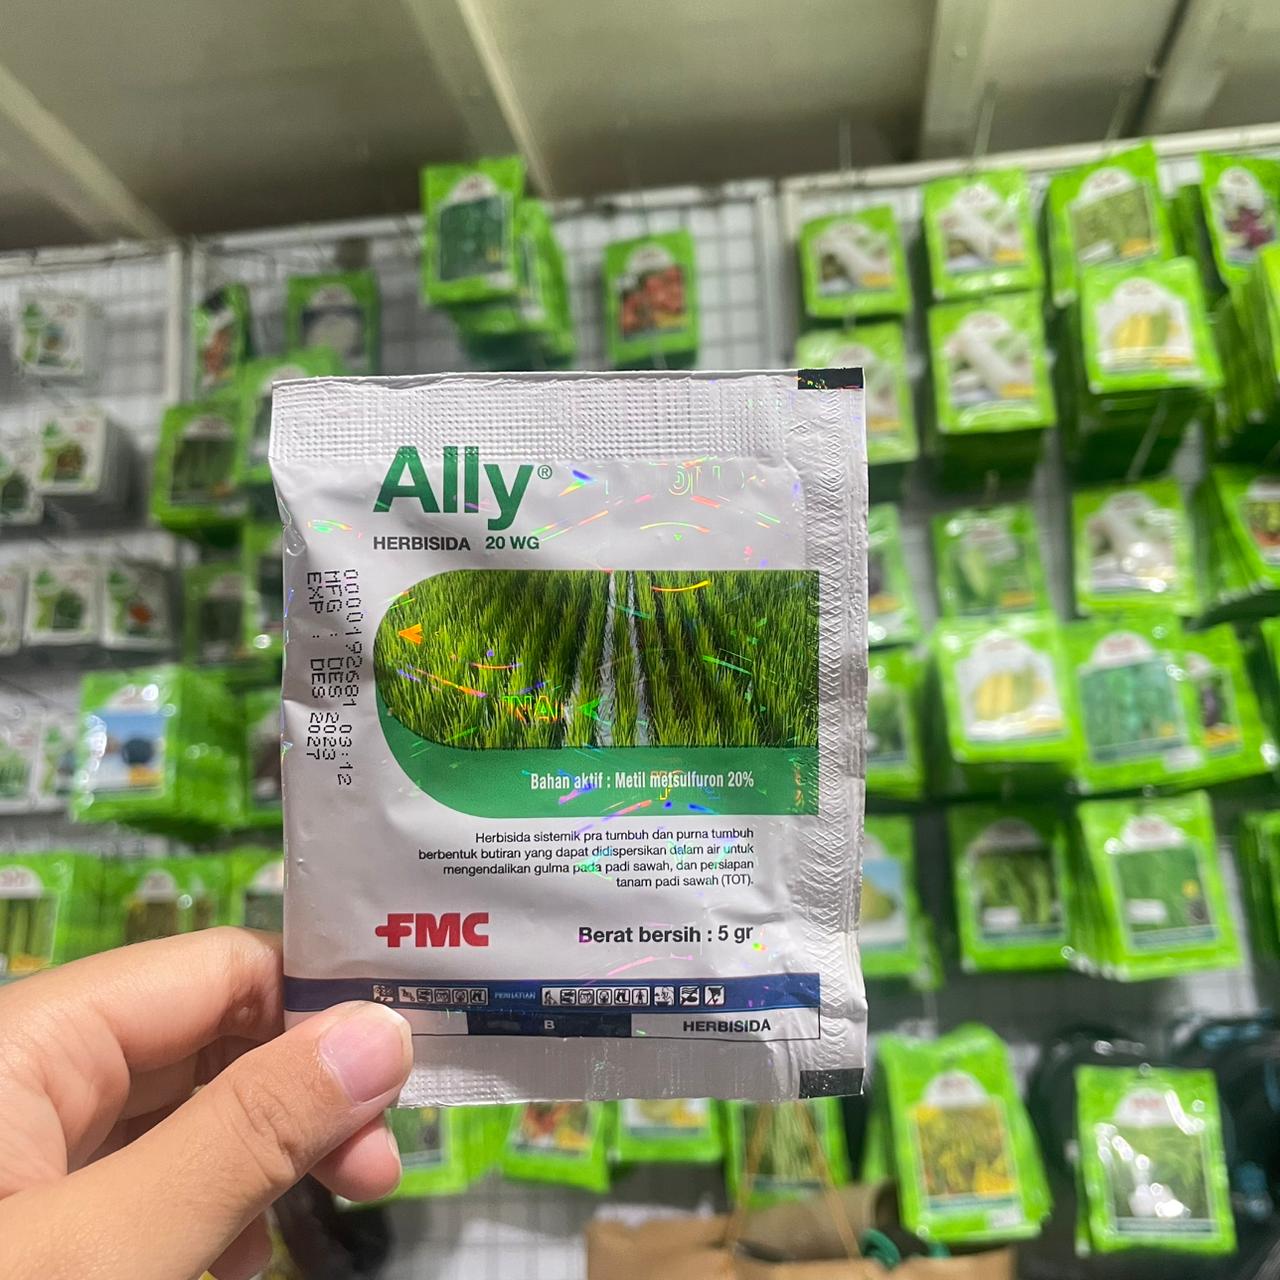 Ally®
HERBISIDA 20 WG
0000192681 03:12
MFG : DES 2023
EXP : DES 2027
Bahan aktif : Metil metsulfuron 20%
Herbisida sistemik pra tumbuh dan purna tumbuh
berbentuk butiran yang dapat didispersikan dalam air untuk
mengendalikan gulma pada padi sawah, dan persiapan
tanam padi sawah (TOT).
FMC
Berat bersih : 5 gr
PERHATIAN
B
HERBISIDA